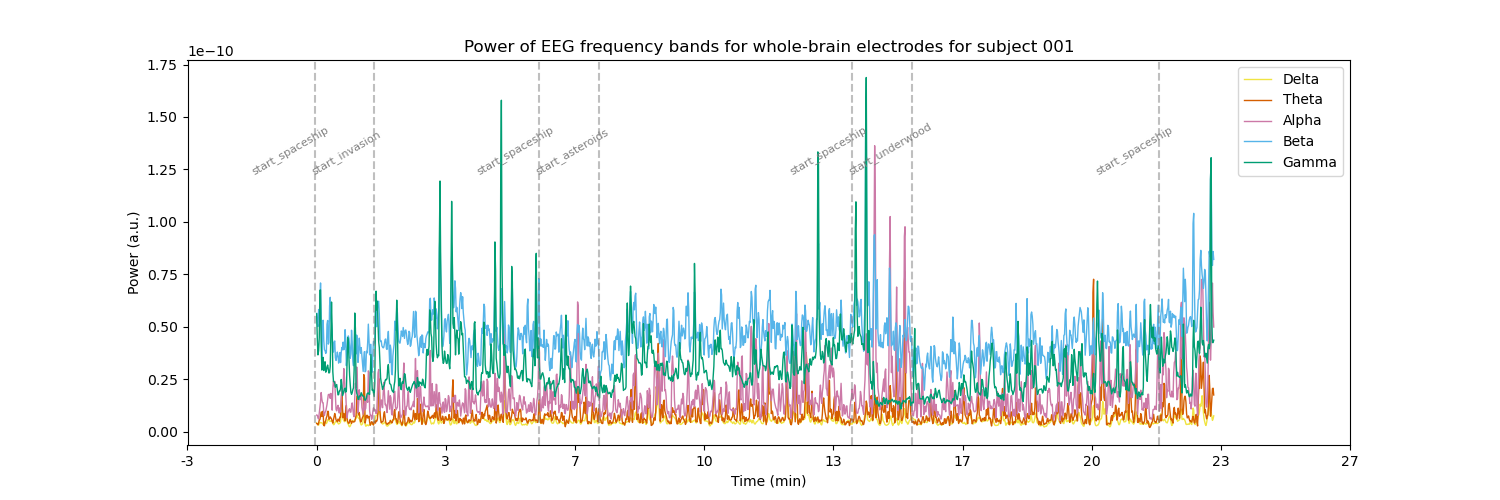 Power of EEG frequency bands for whole-brain electrodes for subject 001
1e−10
1.75
1.50
1.25
1.00
0.75
0.50
0.25
0.00
Power (a.u.)
start_spaceship
start_invasion
start_spaceship
start_asteroids
start_spaceship
start_underwood
start_spaceship
Delta
Theta
Alpha
Beta
Gamma
-3 0 3 7 10 13 17 20 23 27
Time (min)